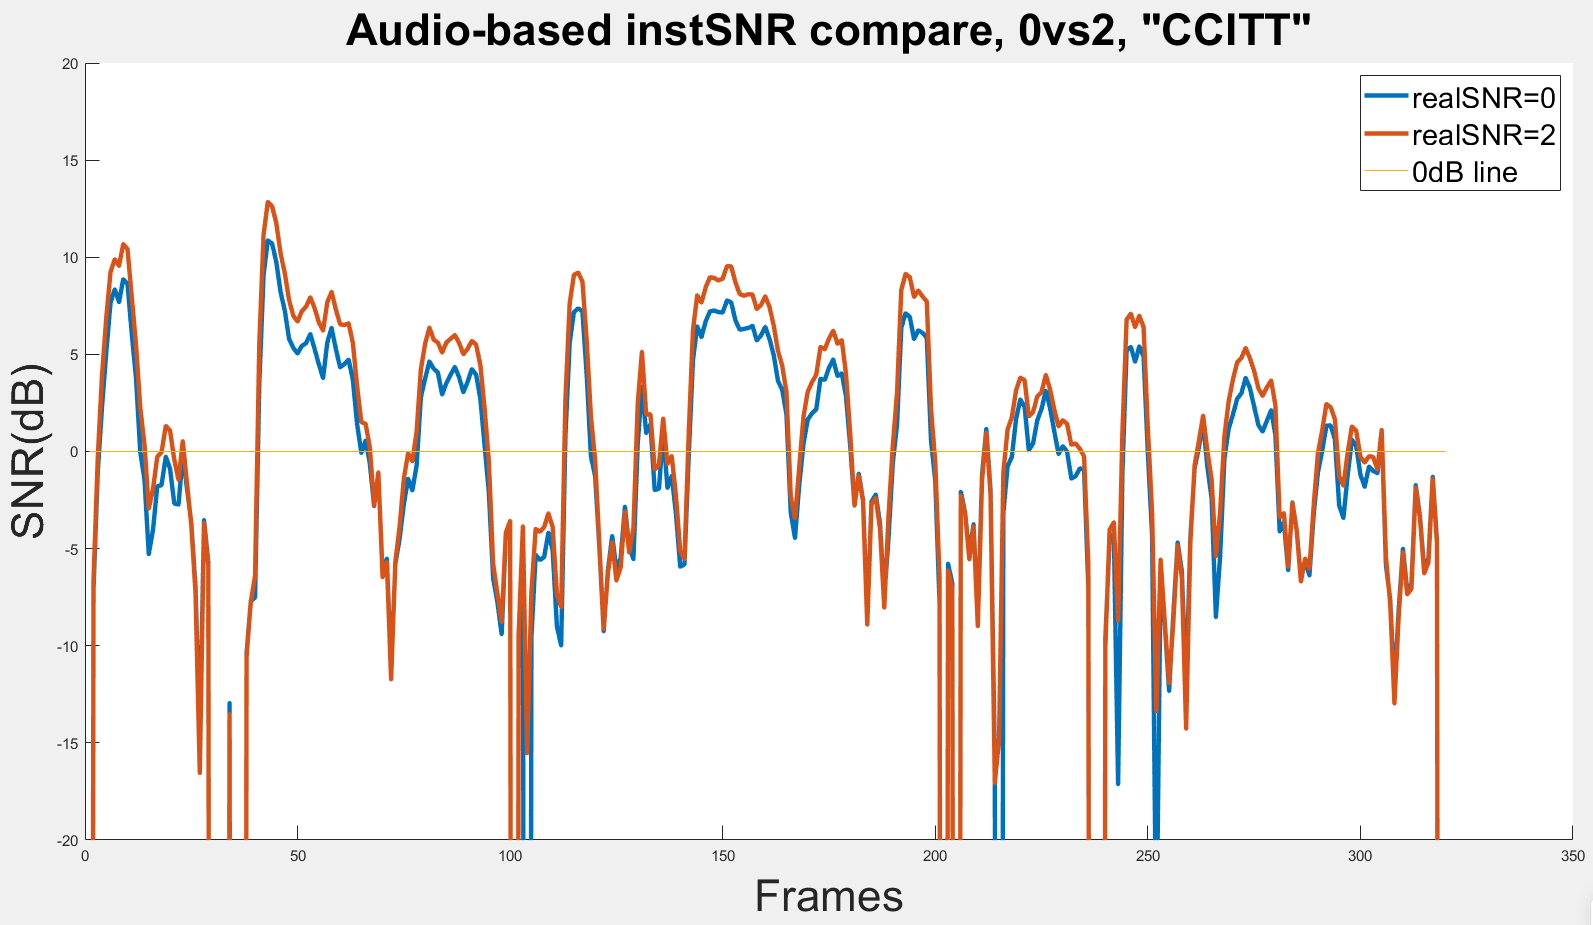 Audio-based instSNR compare, 0vs2, "CCITT"
realSNR=0
realSNR=2
0dB line
SNR(dB)
20
15
10
5
0
-5
-10
-15
-20
0 50 100 150 200 250 300 350
Frames